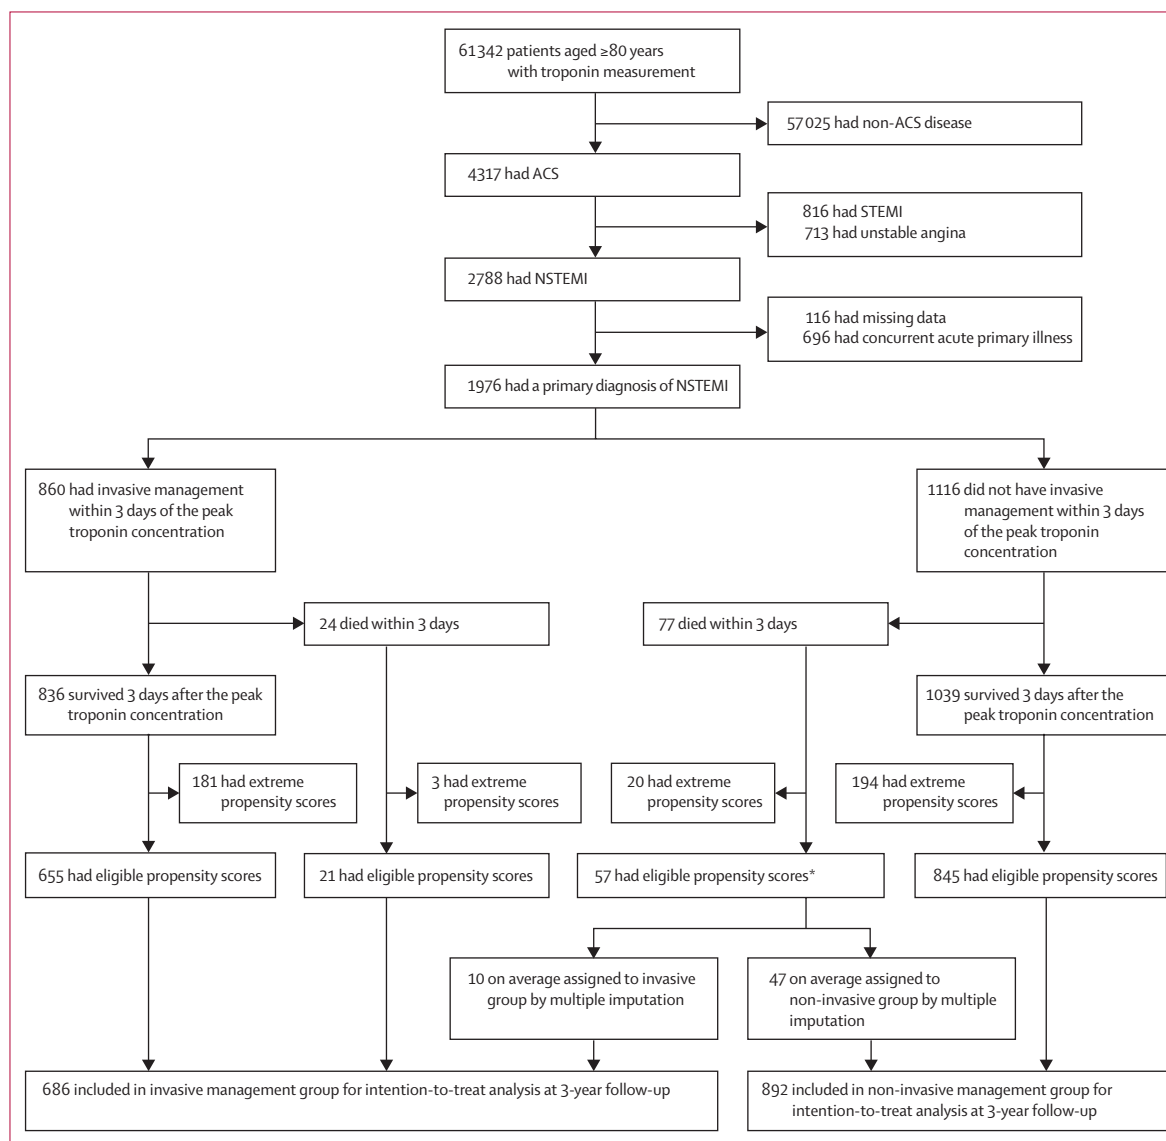 61342 patients aged ≥80 years
with troponin measurement
57 025 had non-ACS disease
4317 had ACS
816 had STEMI
713 had unstable angina
2788 had NSTEMI
116 had missing data
696 had concurrent acute primary illness
1976 had a primary diagnosis of NSTEMI
860 had invasive management
within 3 days of the peak
troponin concentration
1116 did not have invasive
management within 3 days
of the peak troponin
concentration
24 died within 3 days
77 died within 3 days
836 survived 3 days after the peak
troponin concentration
1039 survived 3 days after the
peak troponin concentration
181 had extreme
propensity scores
3 had extreme
propensity scores
20 had extreme
propensity scores
194 had extreme
propensity scores
655 had eligible propensity scores
21 had eligible propensity scores
57 had eligible propensity scores*
845 had eligible propensity scores
10 on average assigned to invasive
group by multiple imputation
47 on average assigned to
non-invasive group by multiple
imputation
686 included in invasive management group for intention-to-treat analysis at 3-year follow-up
892 included in non-invasive management group for
intention-to-treat analysis at 3-year follow-up